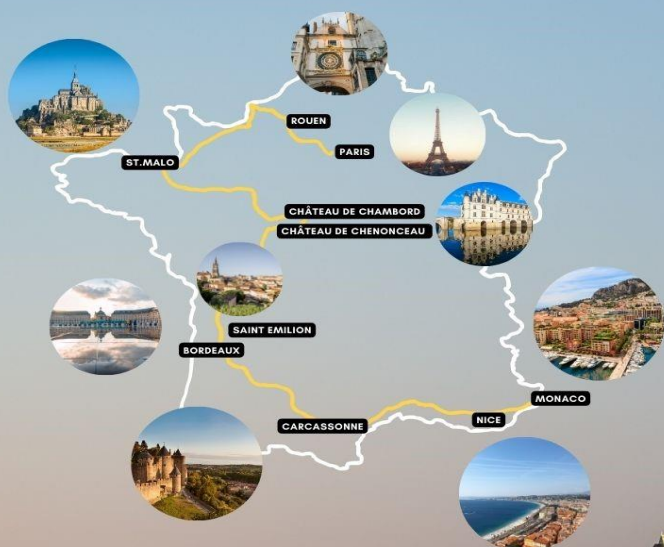 ROUEN
PARIS
ST.MALO
CHÂTEAU DE CHAMBORD
CHÂTEAU DE CHENONCEAU
SAINT EMILION
BORDEAUX
MONACO
NICE
CARCASSONNE